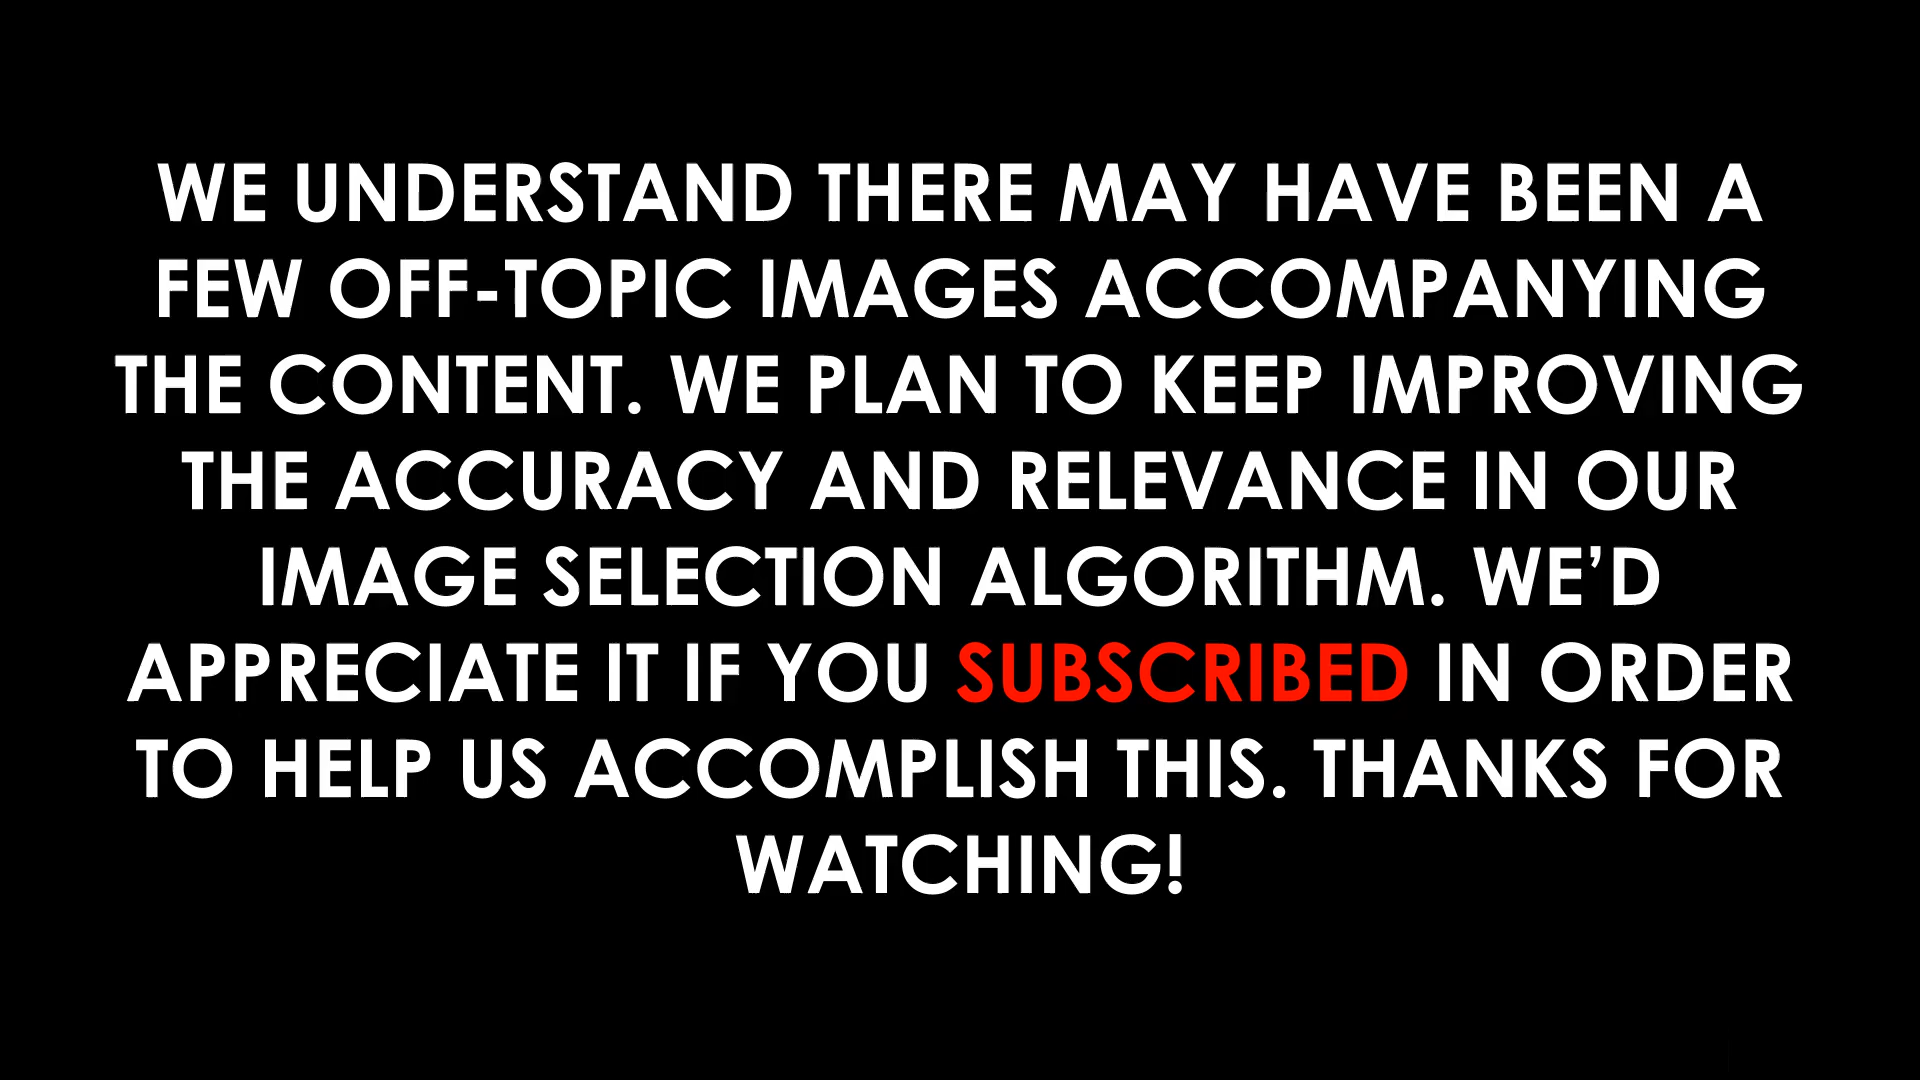 WE UNDERSTAND THERE MAY HAVE BEEN A
FEW OFF-TOPIC IMAGES ACCOMPANYING
THE CONTENT. WE PLAN TO KEEP IMPROVING
THE ACCURACY AND RELEVANCE IN OUR
IMAGE SELECTION ALGORITHM. WE’D
APPRECIATE IT IF YOU SUBSCRIBED IN ORDER
TO HELP US ACCOMPLISH THIS. THANKS FOR
WATCHING!